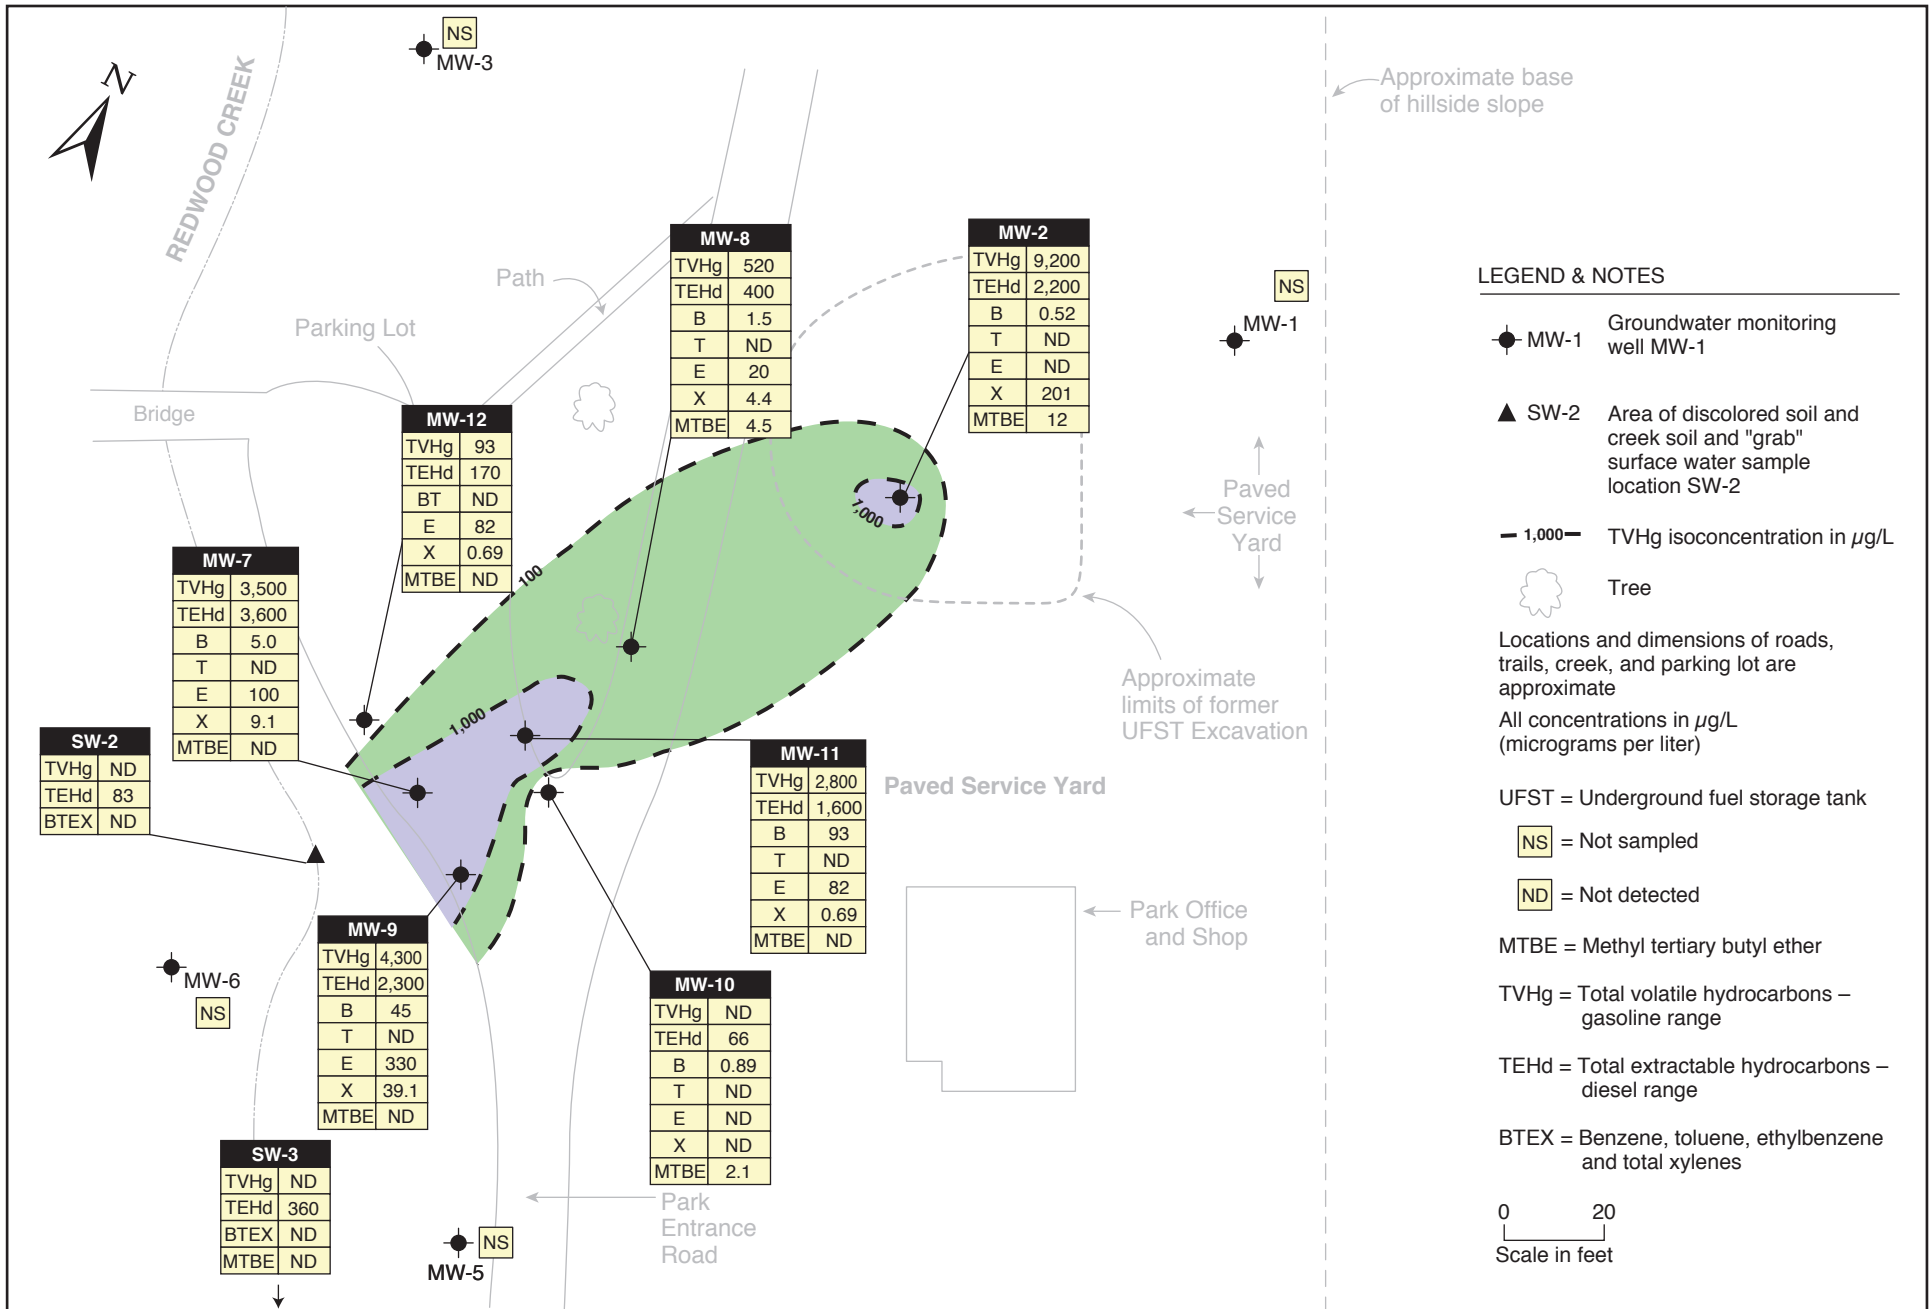 NS
MW-3
N
REDWOOD CREEK
Approximate base
of hillside slope
Path
Parking Lot
Bridge
MW-8
TVHg 520
TEHd 400
B 1.5
T ND
E 20
X 4.4
MTBE 4.5
MW-2
TVHg 9,200
TEHd 2,200
B 0.52
T ND
E ND
X 201
MTBE 12
NS
MW-1
MW-12
TVHg 93
TEHd 170
BT ND
E 82
X 0.69
MTBE ND
Paved
Service
Yard
1,000
100
1,000
MW-7
TVHg 3,500
TEHd 3,600
B 5.0
T ND
E 100
X 9.1
MTBE ND
Approximate
limits of former
UFST Excavation
SW-2
TVHg ND
TEHd 83
BTEX ND
MW-11
TVHg 2,800
TEHd 1,600
B 93
T ND
E 82
X 0.69
MTBE ND
Paved Service Yard
Park Office
and Shop
MW-6
NS
MW-9
TVHg 4,300
TEHd 2,300
B 45
T ND
E 330
X 39.1
MTBE ND
MW-10
TVHg ND
TEHd 66
B 0.89
T ND
E ND
X ND
MTBE 2.1
SW-3
TVHg ND
TEHd 360
BTEX ND
MTBE ND
NS
MW-5
Park
Entrance
Road
LEGEND & NOTES
MW-1 Groundwater monitoring
well MW-1
SW-2 Area of discolored soil and
creek soil and "grab"
surface water sample
location SW-2
1,000 TVHg isoconcentration in µg/L
Tree
Locations and dimensions of roads,
trails, creek, and parking lot are
approximate
All concentrations in µg/L
(micrograms per liter)
UFST = Underground fuel storage tank
NS = Not sampled
ND = Not detected
MTBE = Methyl tertiary butyl ether
TVHg = Total volatile hydrocarbons –
gasoline range
TEHd = Total extractable hydrocarbons –
diesel range
BTEX = Benzene, toluene, ethylbenzene
and total xylenes
0 20
Scale in feet